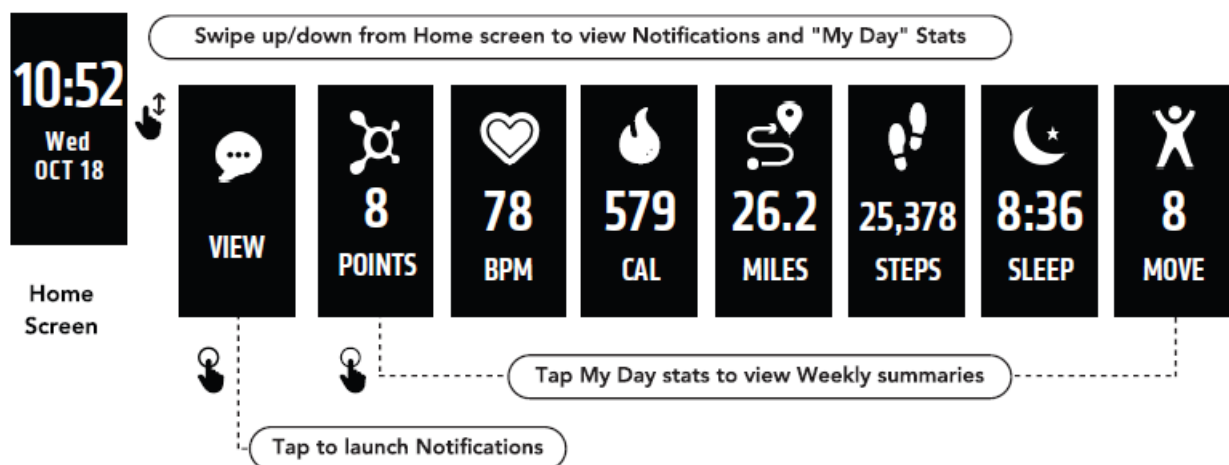 Swipe up/down from Home screen to view Notifications and "My Day" Stats
10:52
Wed
OCT 18
Home
Screen
VIEW
8
POINTS
78
BPM
579
CAL
26.2
MILES
25,378
STEPS
8:36
SLEEP
8
MOVE
Tap My Day stats to view Weekly summaries
Tap to launch Notifications